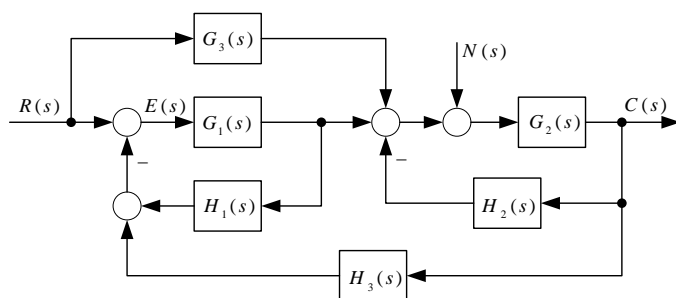 G₃(s)
N(s)
R(s)
E(s)
G₁(s)
G₂(s)
C(s)
−
−
H₁(s)
H₂(s)
H₃(s)